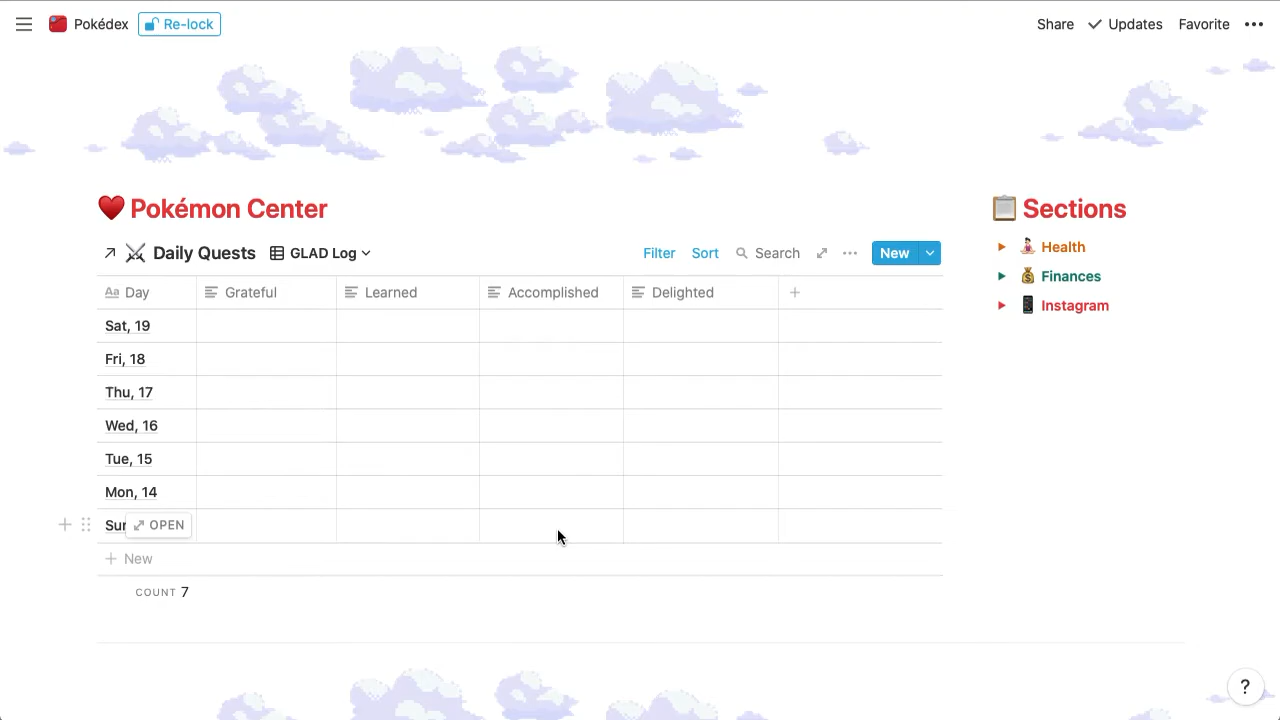 Pokédex Re-lock Share Updates Favorite
Pokémon Center
Sections
Daily Quests GLAD Log Filter Sort Search New
Health
Finances
Instagram
Aa Day Grateful Learned Accomplished Delighted
Sat, 19
Fri, 18
Thu, 17
Wed, 16
Tue, 15
Mon, 14
OPEN
New
COUNT 7
?